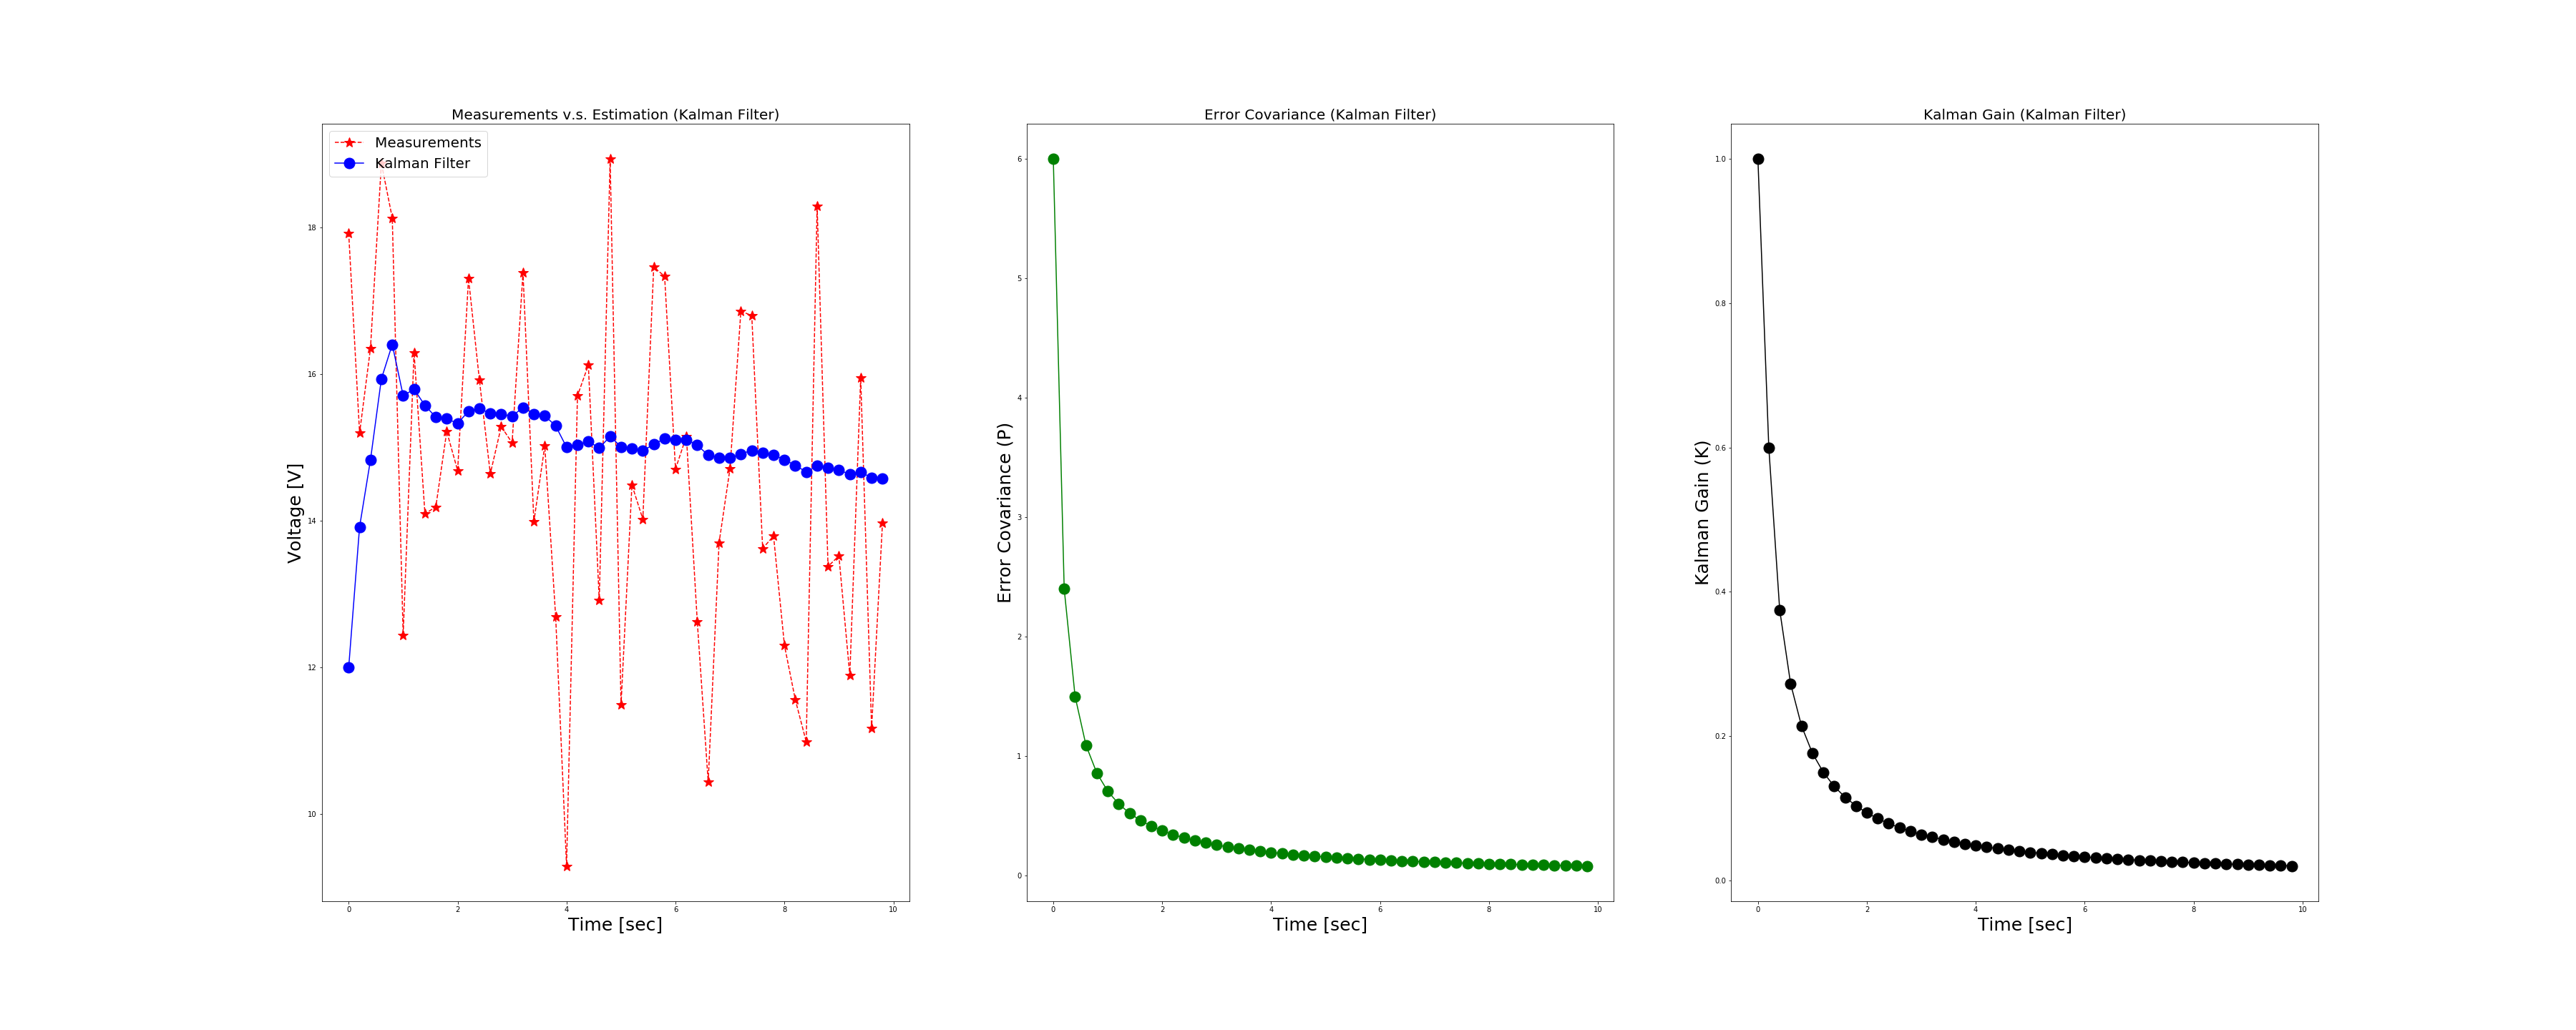 Measurements v.s. Estimation (Kalman Filter)
Measurements
Kalman Filter
18
16
14
12
10
Voltage [V]
0 2 4 6 8 10
Time [sec]
Error Covariance (Kalman Filter)
6
5
4
3
2
1
0
Error Covariance (P)
0 2 4 6 8 10
Time [sec]
Kalman Gain (Kalman Filter)
1.0
0.8
0.6
0.4
0.2
0.0
Kalman Gain (K)
0 2 4 6 8 10
Time [sec]